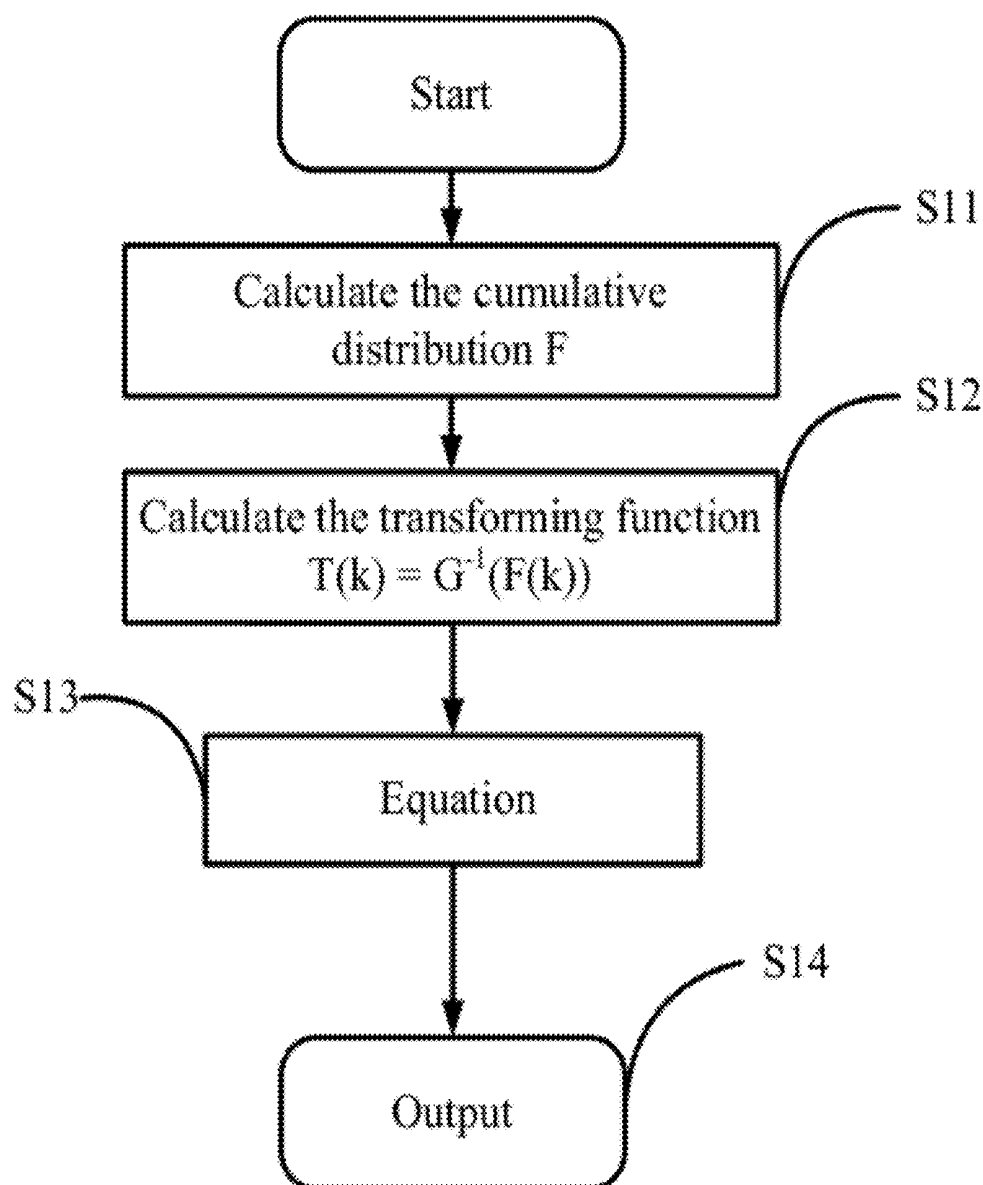 Start
S11
Calculate the cumulative
distribution F
S12
Calculate the transforming function
T(k) = G⁻¹(F(k))
S13
Equation
S14
Output